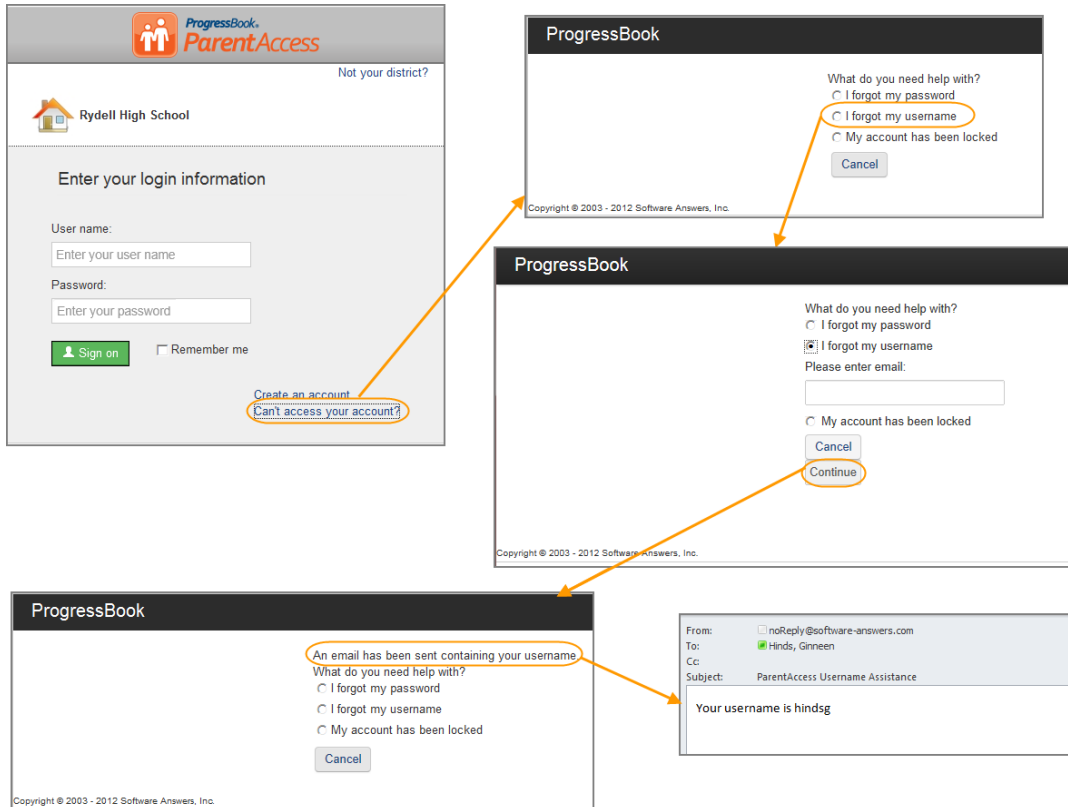 ProgressBook®
ParentAccess
Not your district?
Rydell High School
Enter your login information
User name:
Enter your user name
Password:
Enter your password
Sign on
Remember me
Create an account
Can't access your account?
ProgressBook
What do you need help with?
I forgot my password
I forgot my username
My account has been locked
Cancel
Copyright © 2003 - 2012 Software Answers, Inc.
ProgressBook
What do you need help with?
I forgot my password
I forgot my username
Please enter email:
My account has been locked
Cancel
Continue
Copyright © 2003 - 2012 Software Answers, Inc.
ProgressBook
An email has been sent containing your username
What do you need help with?
I forgot my password
I forgot my username
My account has been locked
Cancel
Copyright © 2003 - 2012 Software Answers, Inc.
From: noReply@software-answers.com
To: Hinds, Ginneen
Cc:
Subject: ParentAccess Username Assistance
Your username is hindsg